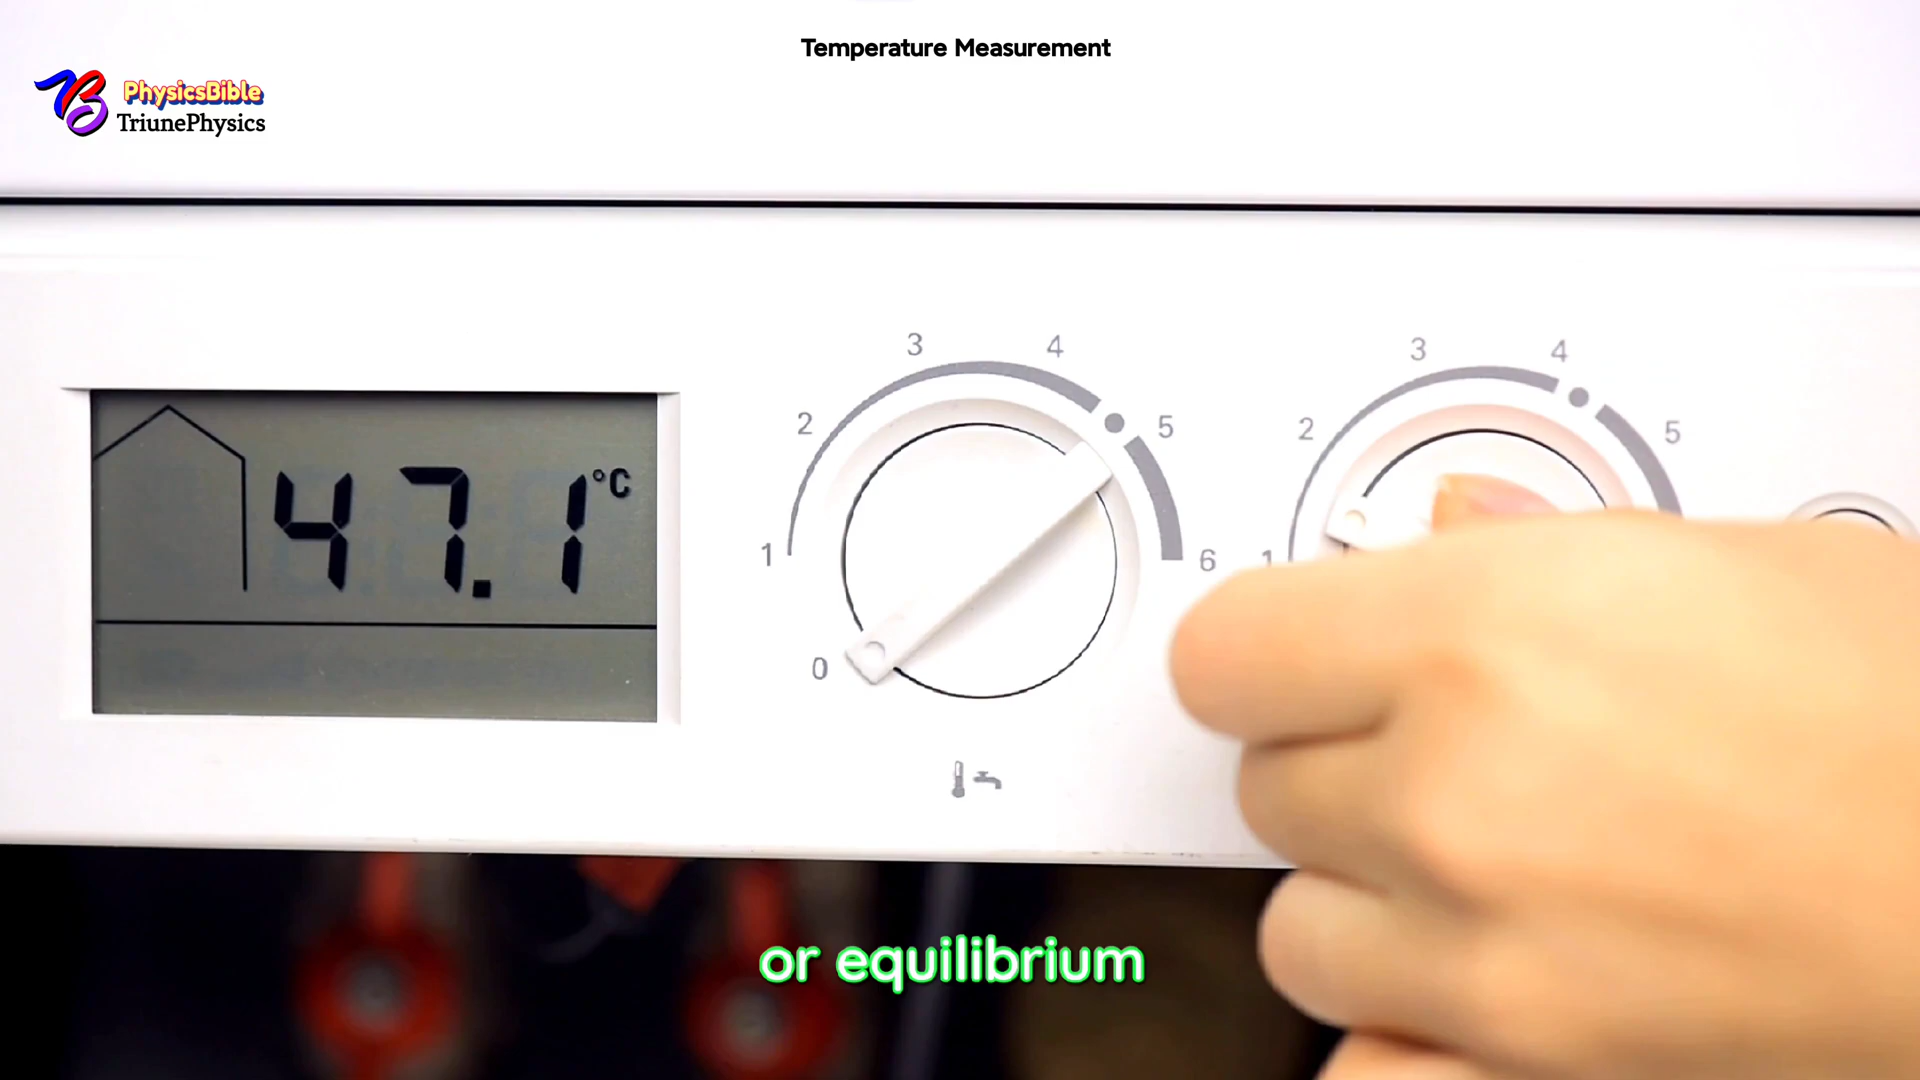 Temperature Measurement
PhysicsBible
TriunePhysics
47.1 °C
0
1
2
3
4
5
6
1
2
3
4
5
or equilibrium